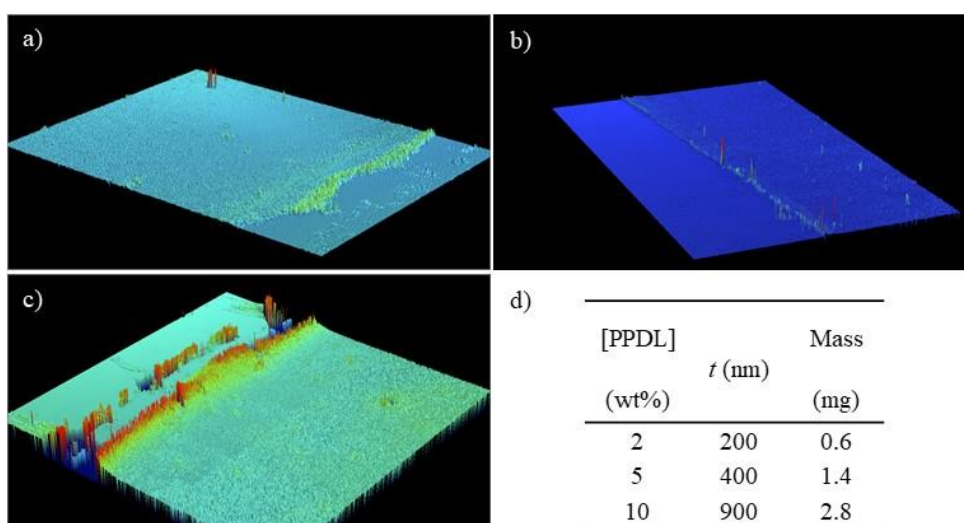 a)
b)
c)
d)
[PPDL] Mass
t (nm)
(wt%) (mg)
2 200 0.6
5 400 1.4
10 900 2.8